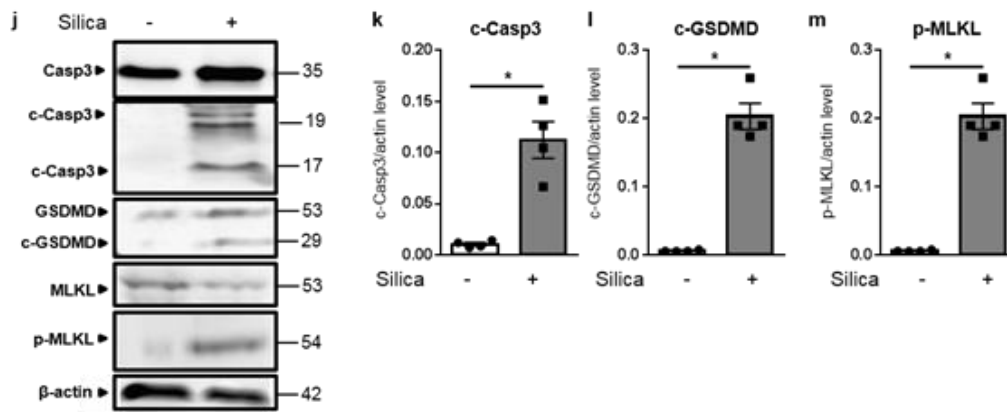 j Silica - +
Casp3 35
c-Casp3 19
c-Casp3 17
GSDMD 53
c-GSDMD 29
MLKL 53
p-MLKL 54
β-actin 42
k
c-Casp3
c-Casp3/actin level
0.20
0.15
0.10
0.05
0.00
*
Silica - +
l
c-GSDMD
c-GSDMD/actin level
0.3
0.2
0.1
0.0
*
Silica - +
m
p-MLKL
p-MLKL/actin level
0.3
0.2
0.1
0.0
*
Silica - +